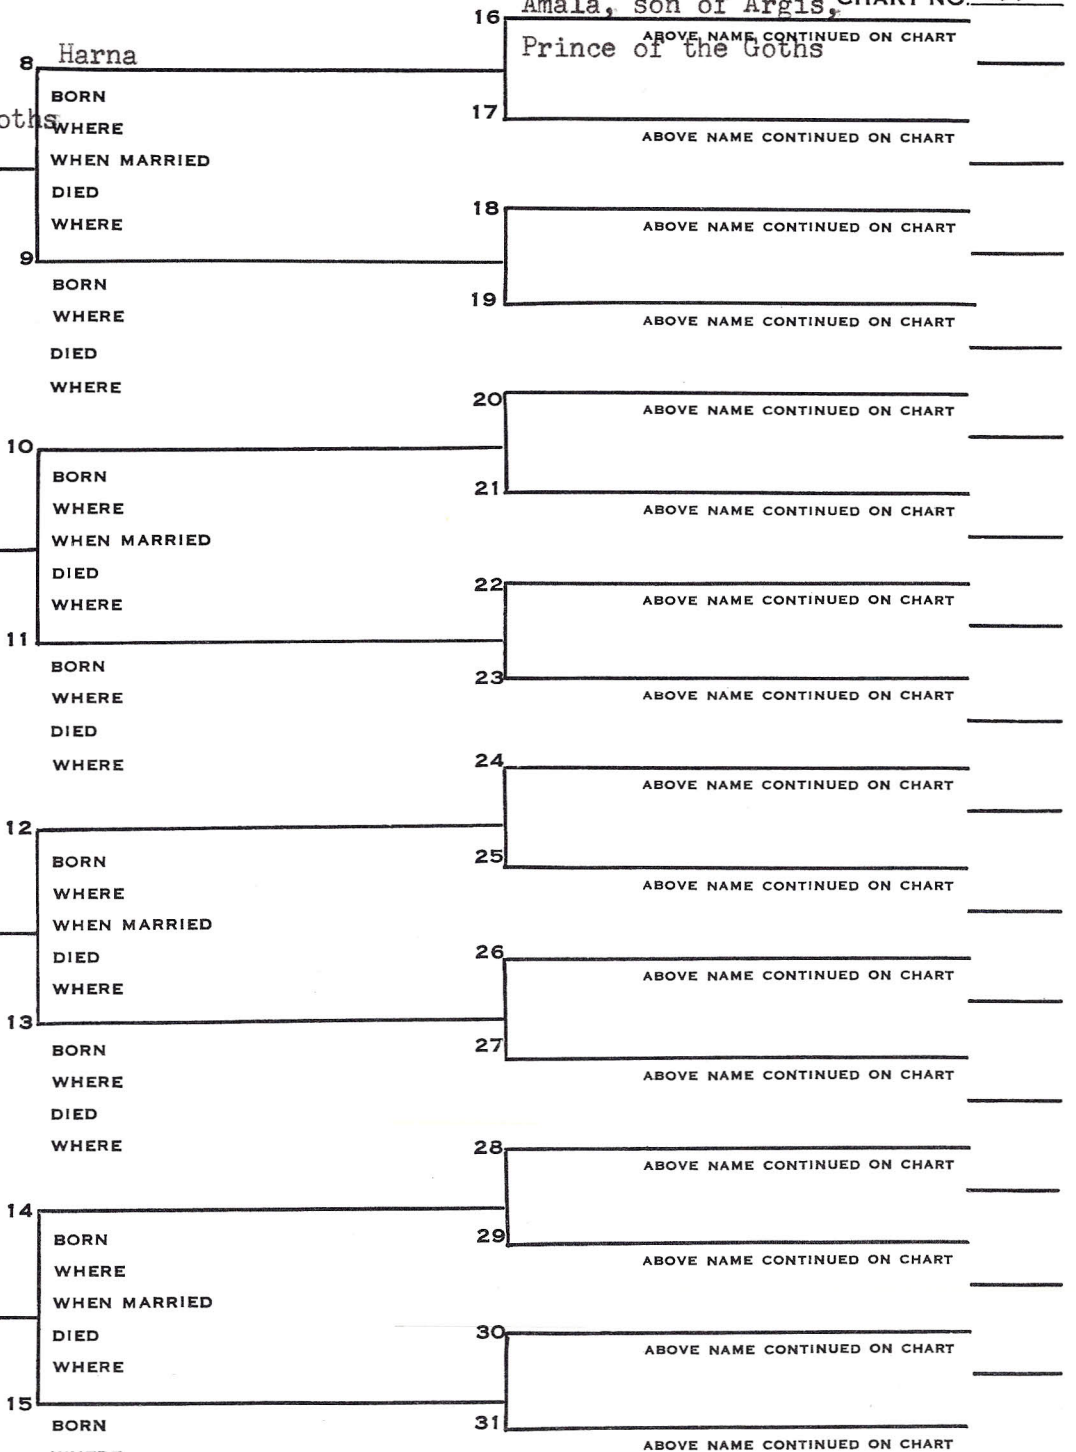 Amala, son of Argis,
CHART NO.
16
ABOVE NAME CONTINUED ON CHART
Prince of the Goths
8 Harna
BORN
17
oths
WHERE
ABOVE NAME CONTINUED ON CHART
WHEN MARRIED
DIED
18
WHERE
ABOVE NAME CONTINUED ON CHART
9
BORN
19
WHERE
ABOVE NAME CONTINUED ON CHART
DIED
WHERE
20
ABOVE NAME CONTINUED ON CHART
10
BORN
21
WHERE
ABOVE NAME CONTINUED ON CHART
WHEN MARRIED
DIED
22
WHERE
ABOVE NAME CONTINUED ON CHART
11
BORN
23
WHERE
ABOVE NAME CONTINUED ON CHART
DIED
WHERE
24
ABOVE NAME CONTINUED ON CHART
12
BORN
25
WHERE
ABOVE NAME CONTINUED ON CHART
WHEN MARRIED
DIED
26
WHERE
ABOVE NAME CONTINUED ON CHART
13
BORN
27
WHERE
ABOVE NAME CONTINUED ON CHART
DIED
WHERE
28
ABOVE NAME CONTINUED ON CHART
14
BORN
29
WHERE
ABOVE NAME CONTINUED ON CHART
WHEN MARRIED
DIED
30
WHERE
ABOVE NAME CONTINUED ON CHART
15
BORN
31
ABOVE NAME CONTINUED ON CHART